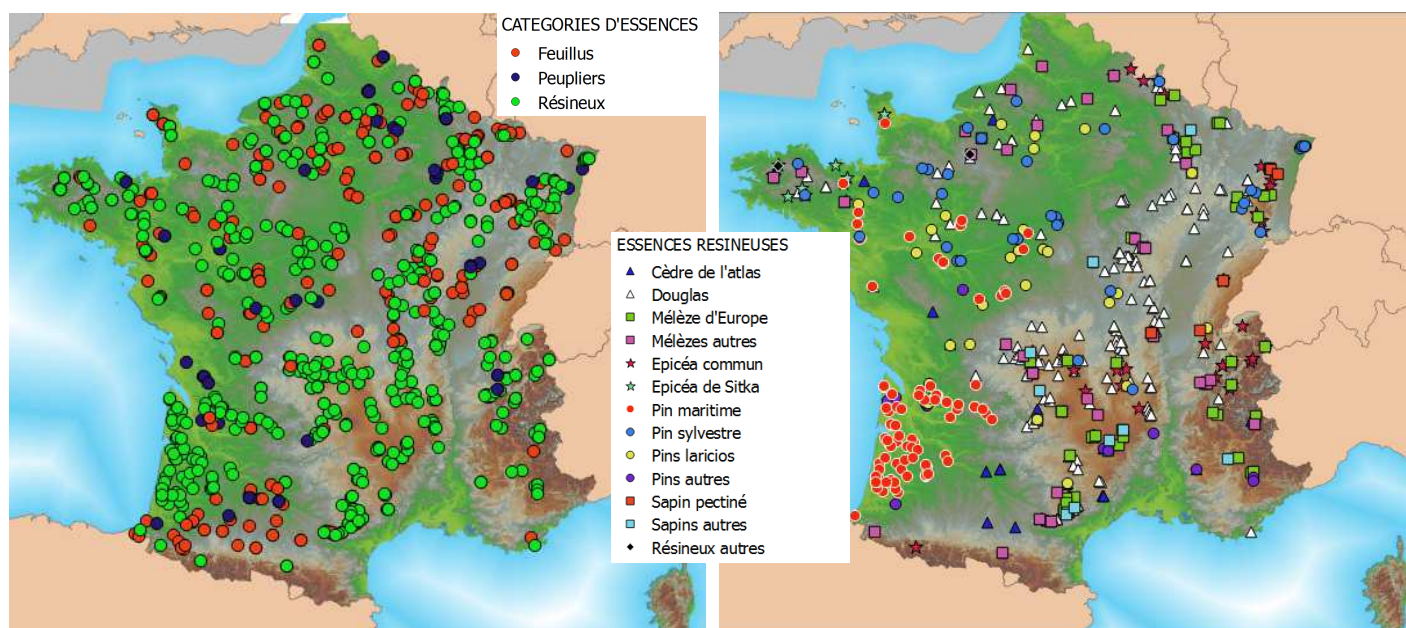 CATEGORIES D'ESSENCES
Feuillus
Peupliers
Résineux
ESSENCES RESINEUSES
Cèdre de l'atlas
Douglas
Mélèze d'Europe
Mélèzes autres
Epicéa commun
Epicéa de Sitka
Pin maritime
Pin sylvestre
Pins laricios
Pins autres
Sapin pectiné
Sapins autres
Résineux autres